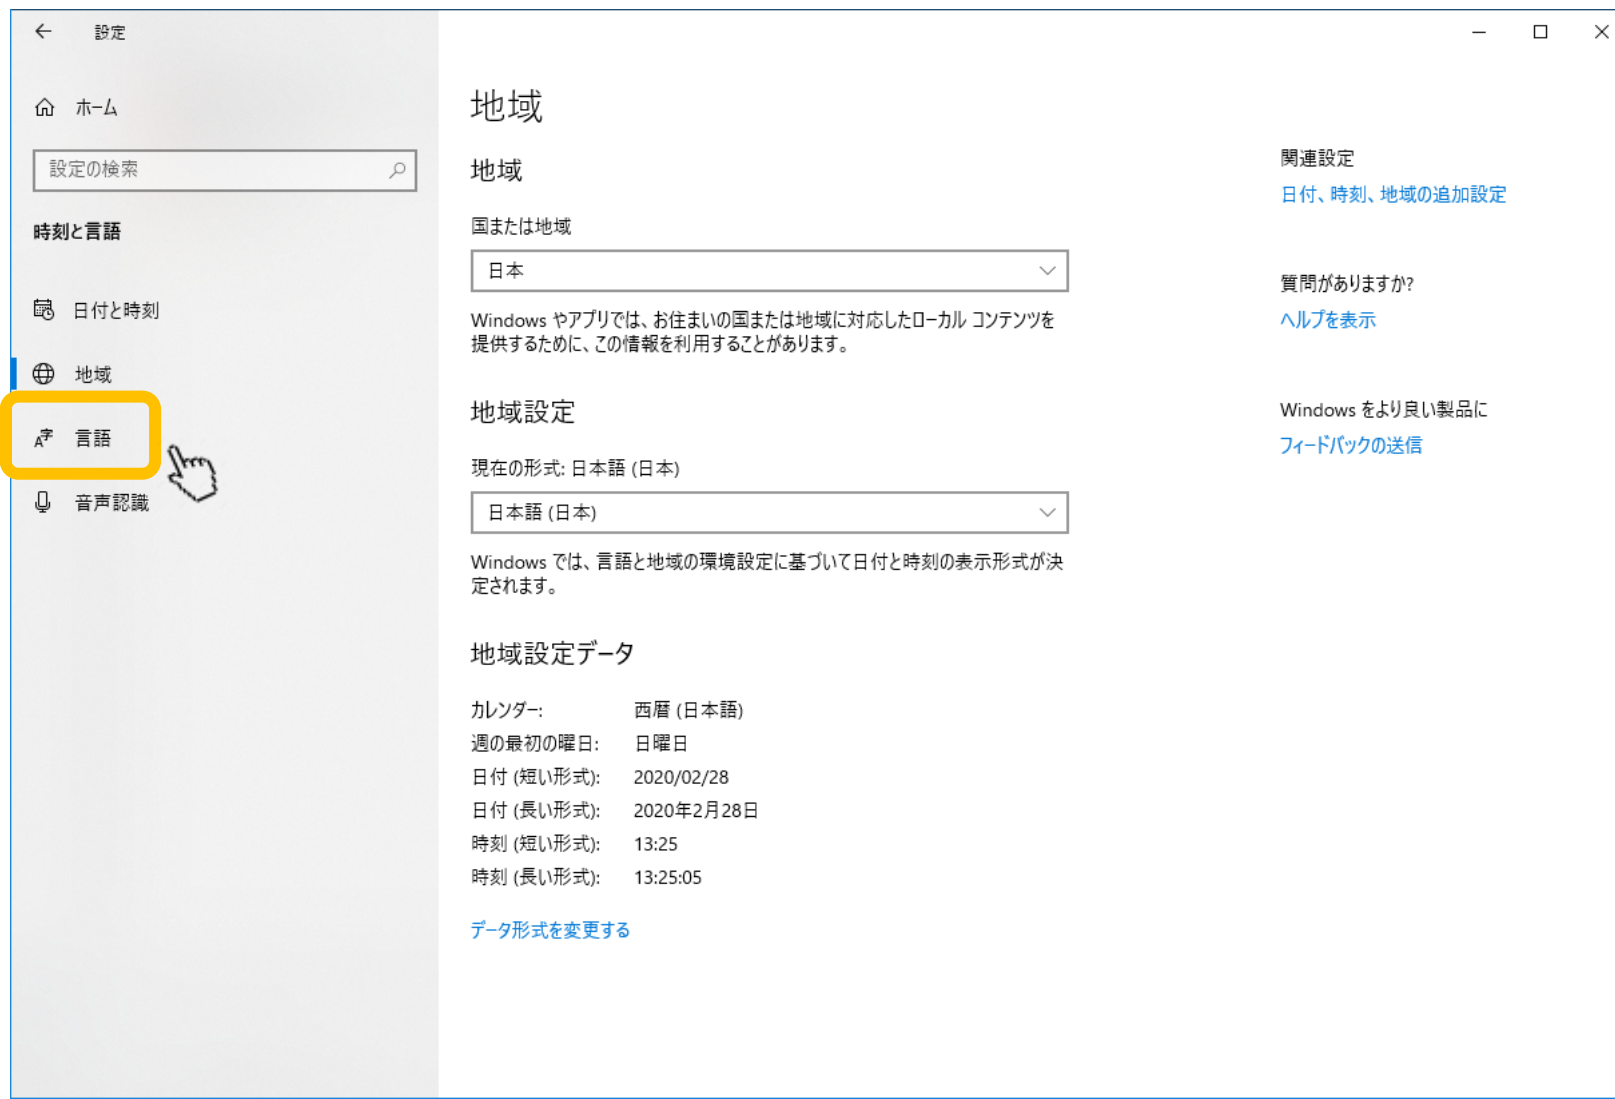 設定
ホーム
設定の検索
時刻と言語
日付と時刻
地域
A字 言語
音声認識
地域
地域
国または地域
日本
Windows やアプリでは、お住まいの国または地域に対応したローカル コンテンツを
提供するために、この情報を利用することがあります。
地域設定
現在の形式: 日本語 (日本)
日本語 (日本)
Windows では、言語と地域の環境設定に基づいて日付と時刻の表示形式が決
定されます。
地域設定データ
カレンダー: 西暦 (日本語)
週の最初の曜日: 日曜日
日付 (短い形式): 2020/02/28
日付 (長い形式): 2020年2月28日
時刻 (短い形式): 13:25
時刻 (長い形式): 13:25:05
データ形式を変更する
関連設定
日付、時刻、地域の追加設定
質問がありますか?
ヘルプを表示
Windows をより良い製品に
フィードバックの送信